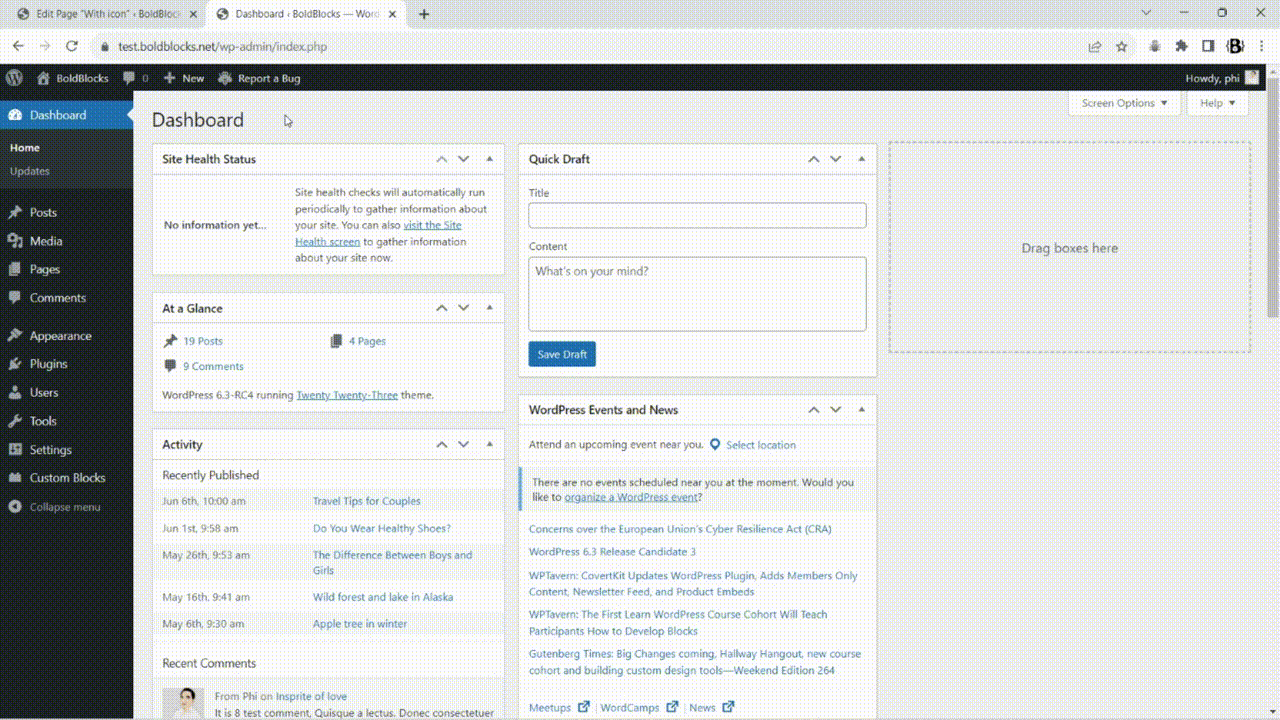 Edit Page "With icon" ‹ BoldBloc
Dashboard ‹ BoldBlocks — Wor
test.boldblocks.net/wp-admin/index.php
BoldBlocks 0 New Report a Bug
Howdy, phi
Screen Options
Help
Dashboard
Home
Updates
Posts
Media
Pages
Comments
Appearance
Plugins
Users
Tools
Settings
Custom Blocks
Collapse menu
Dashboard
Site Health Status
No information yet...
Site health checks will automatically run
periodically to gather information about
your site. You can also visit the Site
Health screen to gather information
about your site now.
At a Glance
19 Posts
4 Pages
9 Comments
WordPress 6.3-RC4 running Twenty Twenty-Three theme.
Activity
Recently Published
Jun 6th, 10:00 am Travel Tips for Couples
Jun 1st, 9:58 am Do You Wear Healthy Shoes?
May 26th, 9:53 am The Difference Between Boys and
Girls
May 16th, 9:41 am Wild forest and lake in Alaska
May 6th, 9:30 am Apple tree in winter
Recent Comments
From Phi on Insprite of love
It is 8 test comment, Quisque a lectus. Donec consectetuer
Quick Draft
Title
Content
What's on your mind?
Save Draft
WordPress Events and News
Attend an upcoming event near you. Select location
There are no events scheduled near you at the moment. Would you
like to organize a WordPress event?
Concerns over the European Union's Cyber Resilience Act (CRA)
WordPress 6.3 Release Candidate 3
WPTavern: CovertKit Updates WordPress Plugin, Adds Members Only
Content, Newsletter Feed, and Product Embeds
WPTavern: The First Learn WordPress Course Cohort Will Teach
Participants How to Develop Blocks
Gutenberg Times: Big Changes coming, Hallway Hangout, new course
cohort and building custom design tools—Weekend Edition 264
Meetups | WordCamps | News
Drag boxes here